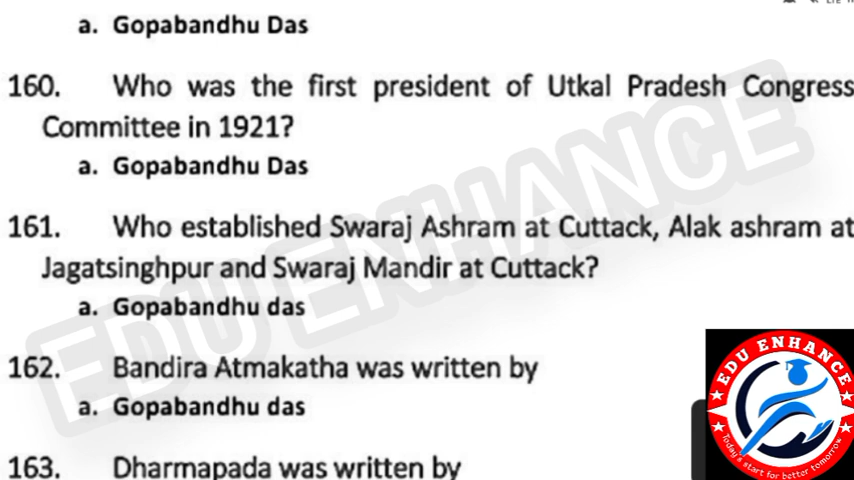 a. Gopabandhu Das
160. Who was the first president of Utkal Pradesh Congress
Committee in 1921?
a. Gopabandhu Das
161. Who established Swaraj Ashram at Cuttack, Alak ashram at
Jagatsinghpur and Swaraj Mandir at Cuttack?
a. Gopabandhu das
162. Bandira Atmakatha was written by
a. Gopabandhu das
163. Dharmapada was written by
EDU ENHANCE
EDU ENHANCE
Today's start for better tomorrow